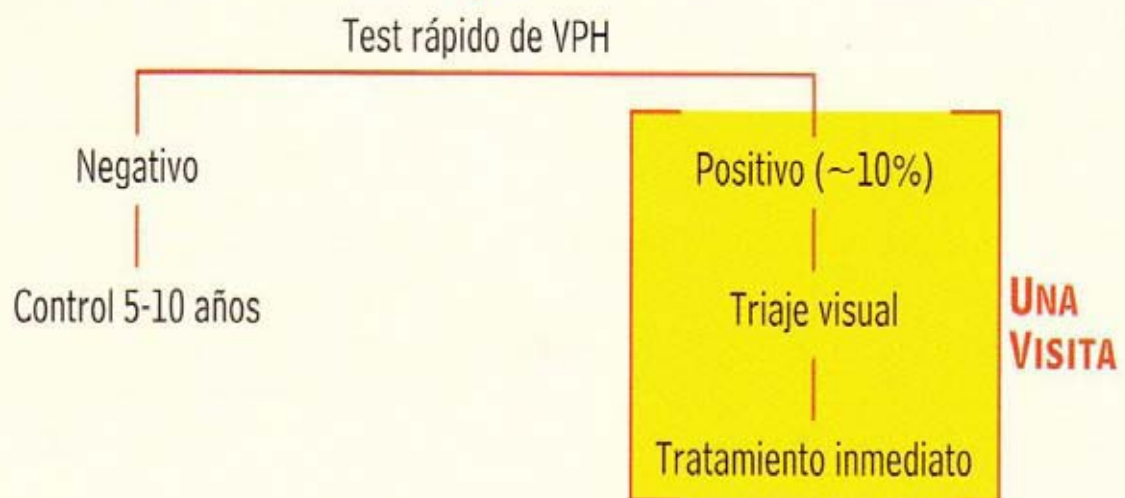 Test rápido de VPH
Negativo
Positivo (~10%)
Control 5-10 años
Triaje visual
UNA
VISITA
Tratamiento inmediato